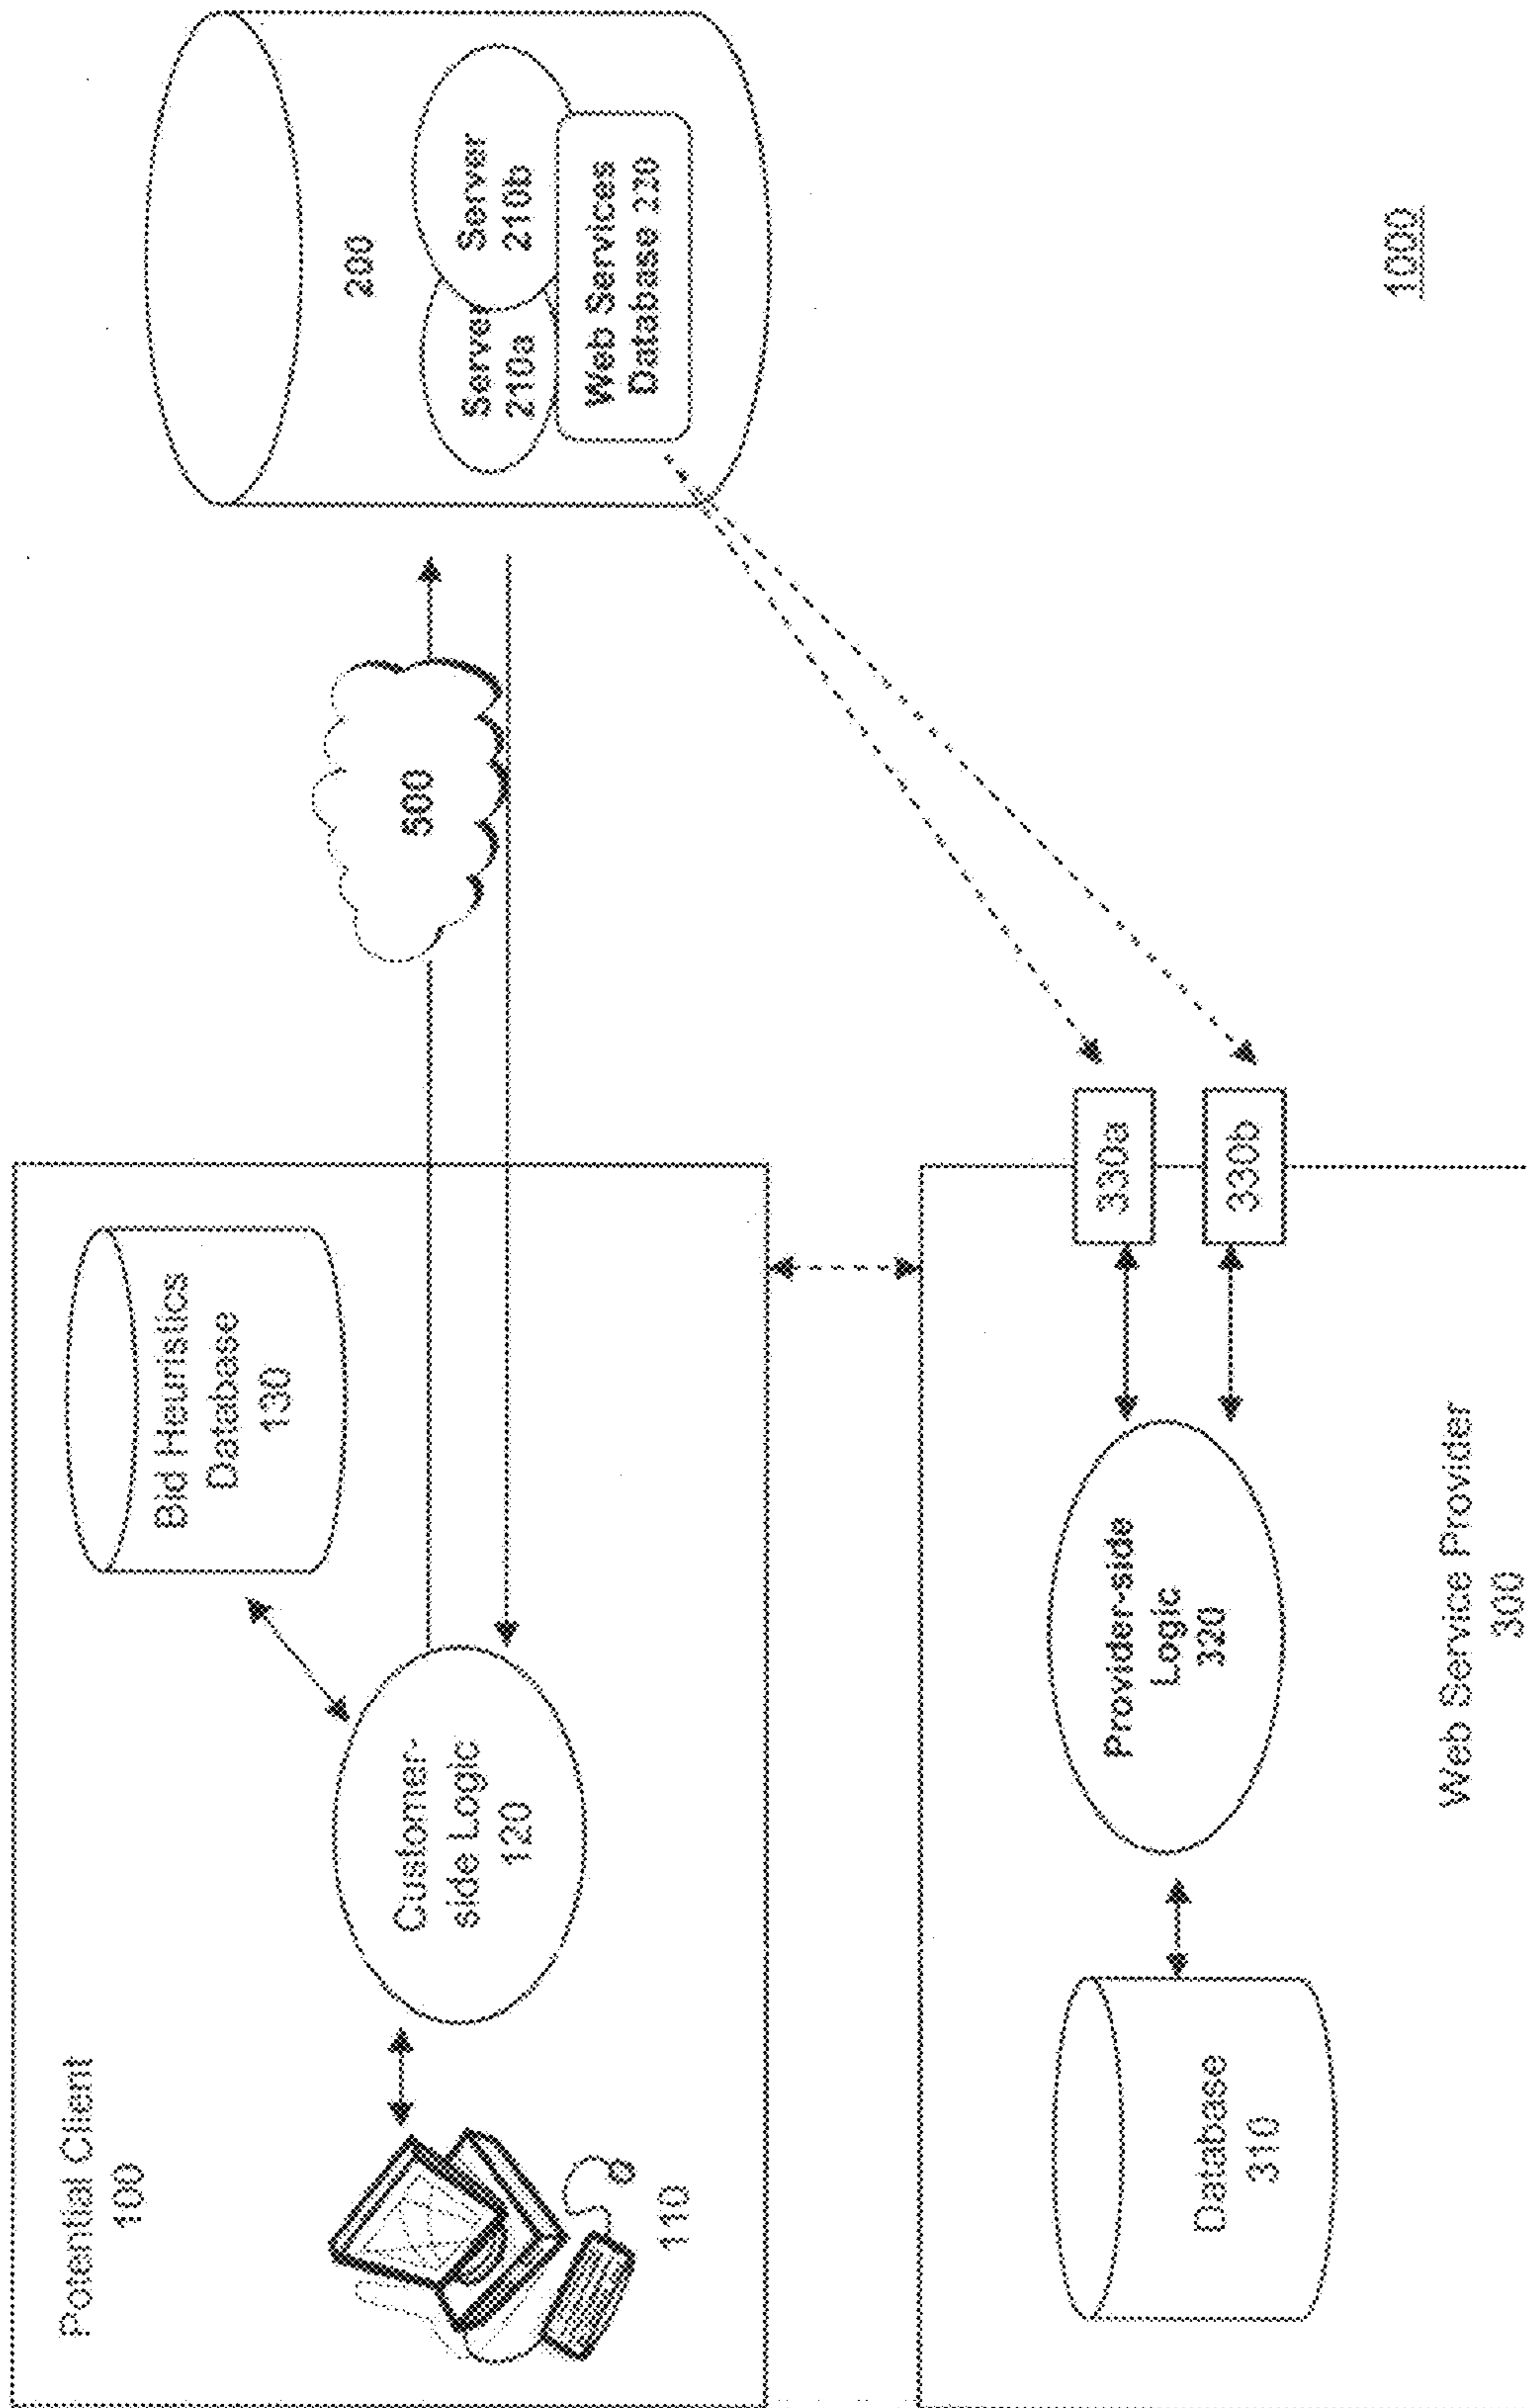 Potential Client
100
110
Customer-
side Logic
120
Bid Heuristics
Database
130
500
200
Server
210a
Server
210b
Web Services
Database 220
Database
310
Provider-side
Logic
320
330a
330b
Web Service Provider
300
1000